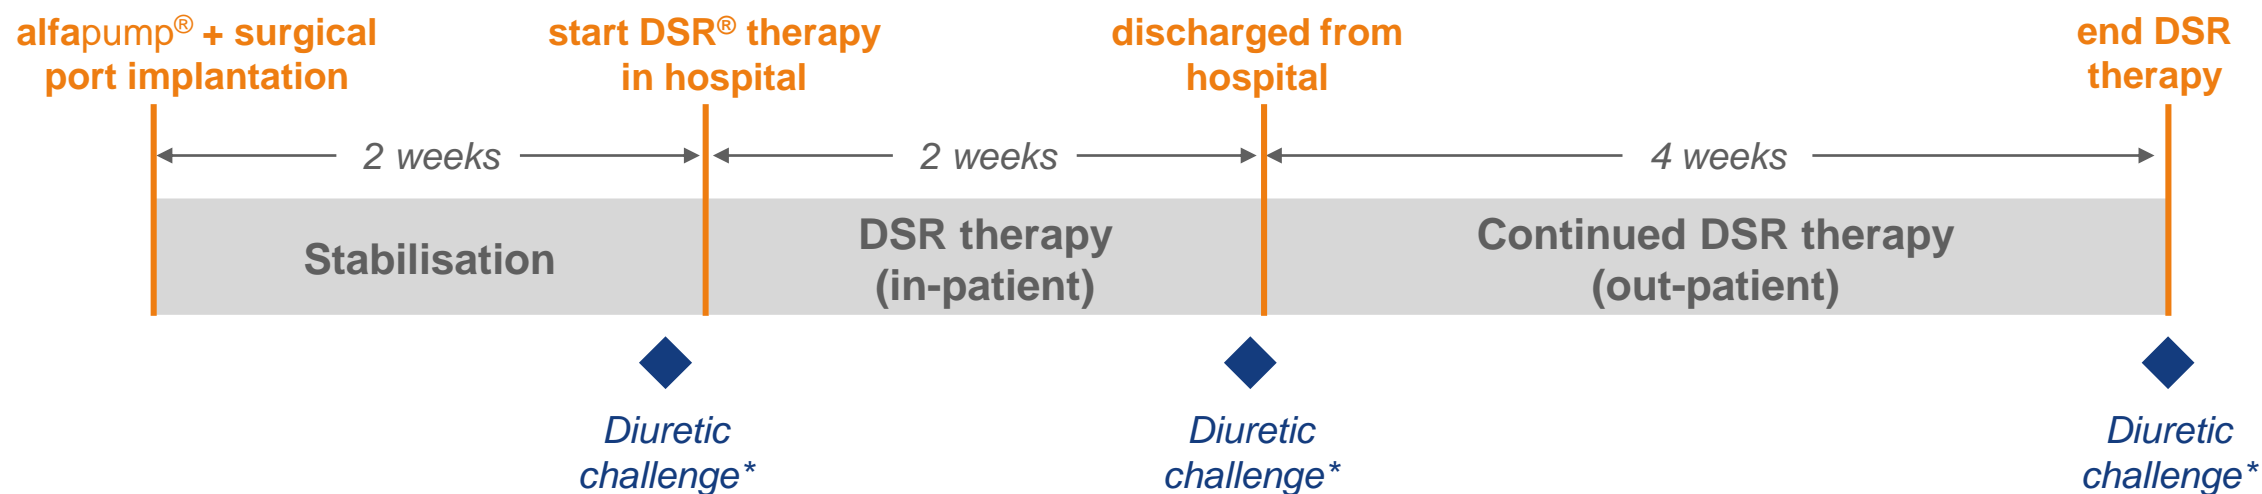 alfapump® + surgical
port implantation
start DSR® therapy
in hospital
discharged from
hospital
end DSR
therapy
2 weeks
2 weeks
4 weeks
Stabilisation
DSR therapy
(in-patient)
Continued DSR therapy
(out-patient)
Diuretic
challenge*
Diuretic
challenge*
Diuretic
challenge*